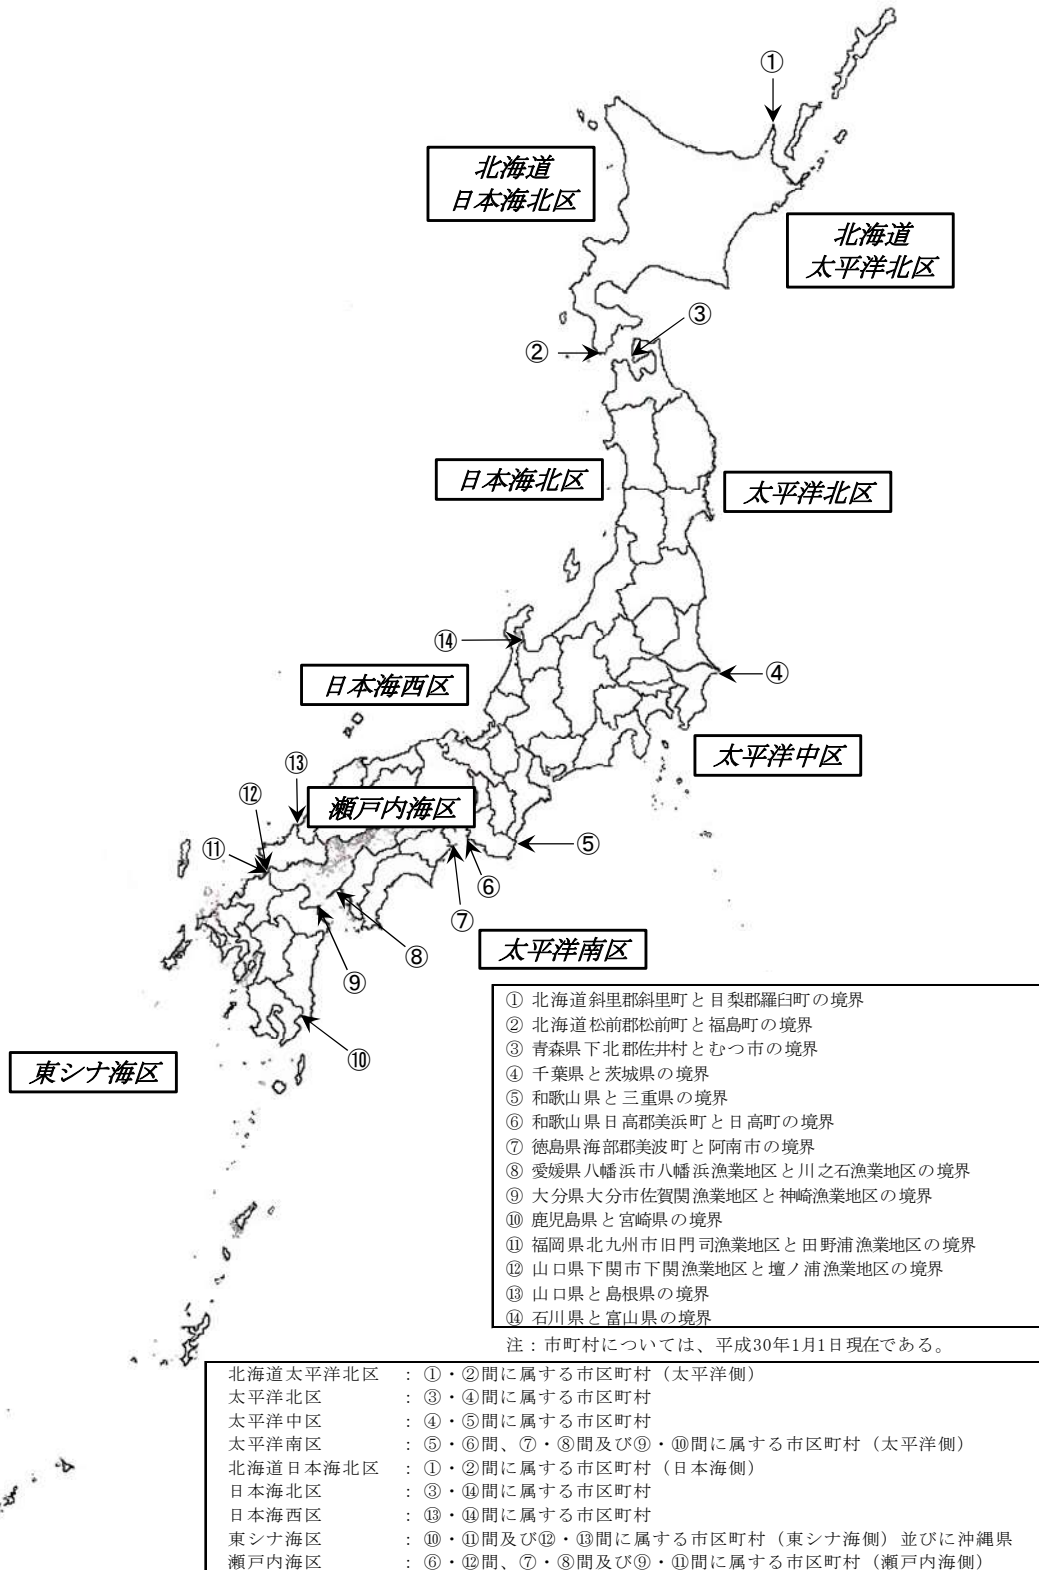 ①
北海道
日本海北区
北海道
太平洋北区
③
②
日本海北区
太平洋北区
⑭
④
日本海西区
太平洋中区
⑬
⑫
瀬戸内海区
⑪
⑤
⑥
⑦
⑧
太平洋南区
⑨
⑩
東シナ海区
① 北海道斜里郡斜里町と目梨郡羅臼町の境界
② 北海道松前郡松前町と福島町の境界
③ 青森県下北郡佐井村とむつ市の境界
④ 千葉県と茨城県の境界
⑤ 和歌山県と三重県の境界
⑥ 和歌山県日高郡美浜町と日高町の境界
⑦ 徳島県海部郡美波町と阿南市の境界
⑧ 愛媛県八幡浜市八幡浜漁業地区と川之石漁業地区の境界
⑨ 大分県大分市佐賀関漁業地区と神崎漁業地区の境界
⑩ 鹿児島県と宮崎県の境界
⑪ 福岡県北九州市旧門司漁業地区と田野浦漁業地区の境界
⑫ 山口県下関市下関漁業地区と壇ノ浦漁業地区の境界
⑬ 山口県と島根県の境界
⑭ 石川県と富山県の境界
注：市町村については、平成30年1月1日現在である。
北海道太平洋北区 ：①・②間に属する市区町村（太平洋側）
太平洋北区 ：③・④間に属する市区町村
太平洋中区 ：④・⑤間に属する市区町村
太平洋南区 ：⑤・⑥間、⑦・⑧間及び⑨・⑩間に属する市区町村（太平洋側）
北海道日本海北区 ：①・②間に属する市区町村（日本海側）
日本海北区 ：③・⑭間に属する市区町村
日本海西区 ：⑬・⑭間に属する市区町村
東シナ海区 ：⑩・⑪間及び⑫・⑬間に属する市区町村（東シナ海側）並びに沖縄県
瀬戸内海区 ：⑥・⑫間、⑦・⑧間及び⑨・⑪間に属する市区町村（瀬戸内海側）